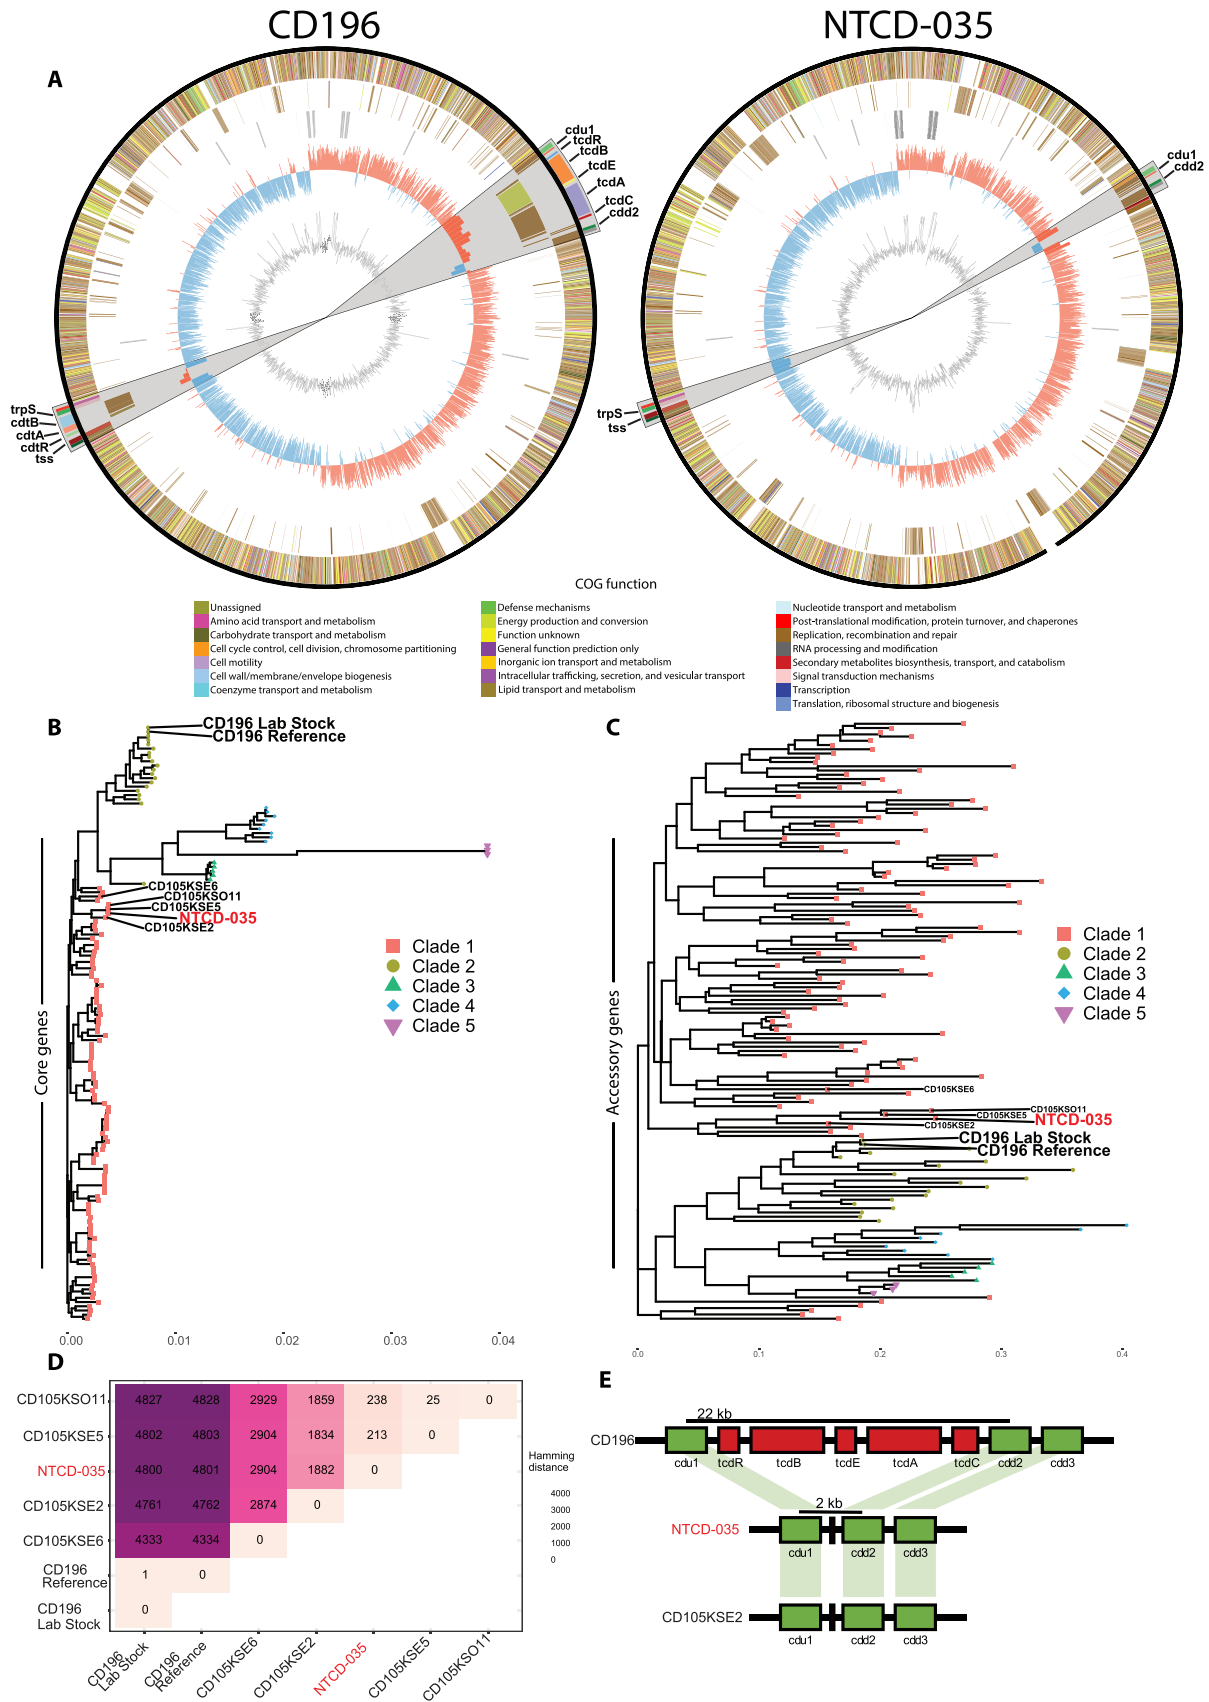 CD196
NTCD-035
A
cdu1
tcdR
tcdB
tcdE
tcdA
tcdC
cdd2
trpS
cdtB
cdtA
cdtR
tss
cdu1
cdd2
trpS
tss
COG function
Unassigned
Amino acid transport and metabolism
Carbohydrate transport and metabolism
Cell cycle control, cell division, chromosome partitioning
Cell motility
Cell wall/membrane/envelope biogenesis
Coenzyme transport and metabolism
Defense mechanisms
Energy production and conversion
Function unknown
General function prediction only
Inorganic ion transport and metabolism
Intracellular trafficking, secretion, and vesicular transport
Lipid transport and metabolism
Nucleotide transport and metabolism
Post-translational modification, protein turnover, and chaperones
Replication, recombination and repair
RNA processing and modification
Secondary metabolites biosynthesis, transport, and catabolism
Signal transduction mechanisms
Transcription
Translation, ribosomal structure and biogenesis
B
CD196 Lab Stock
CD196 Reference
CD105KSE6
CD105KSO11
CD105KSE5
NTCD-035
CD105KSE2
Clade 1
Clade 2
Clade 3
Clade 4
Clade 5
Core genes
0.00 0.01 0.02 0.03 0.04
C
Clade 1
Clade 2
Clade 3
Clade 4
Clade 5
Accessory genes
CD105KSE6
CD105KSO11
CD105KSE5
NTCD-035
CD105KSE2
CD196 Lab Stock
CD196 Reference
0.0 0.1 0.2 0.3 0.4
D
CD105KSO11 4827 4828 2929 1859 238 25 0
CD105KSE5 4802 4803 2904 1834 213 0
NTCD-035 4800 4801 2904 1882 0
CD105KSE2 4761 4762 2874 0
CD105KSE6 4333 4334 0
CD196
Reference
1 0
CD196
Lab Stock
0
CD196
Lab Stock
CD196
Reference
CD105KSE6
CD105KSE2
NTCD-035
CD105KSE5
CD105KSO11
Hamming
distance
4000
3000
2000
1000
0
E
22 kb
CD196
cdu1 tcdR tcdB tcdE tcdA tcdC cdd2 cdd3
2 kb
NTCD-035
cdu1 cdd2 cdd3
CD105KSE2
cdu1 cdd2 cdd3